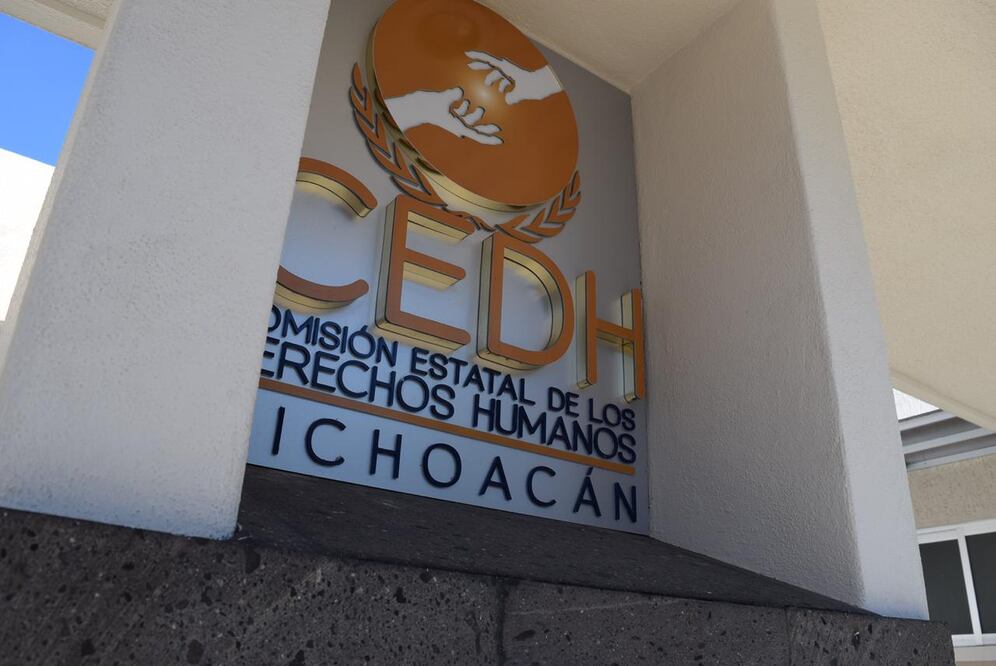 CEDH
OMISIÓN ESTATAL DE LOS
ERECHOS HUMANOS
ICHOACÁN